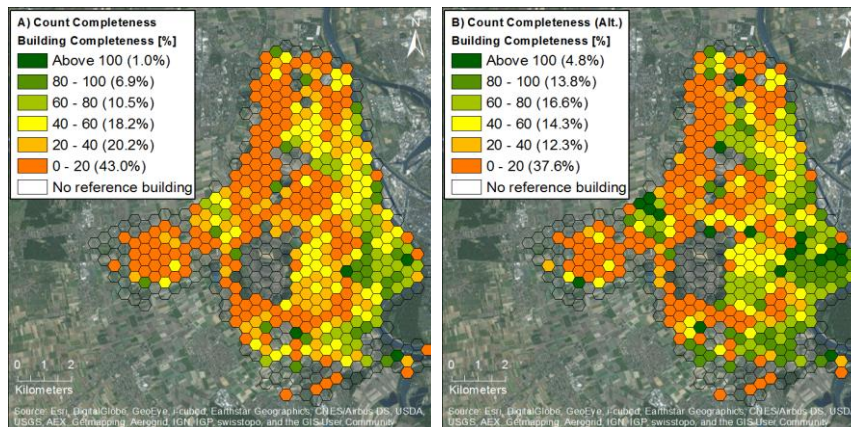 A) Count Completeness
Building Completeness [%]
Above 100 (1.0%)
80 - 100 (6.9%)
60 - 80 (10.5%)
40 - 60 (18.2%)
20 - 40 (20.2%)
0 - 20 (43.0%)
No reference building
N
0 1 2
Kilometers
Source: Esri, DigitalGlobe, GeoEye, i-cubed, Earthstar Geographics, CNES/Airbus DS, USDA,
USGS, AEX, Getmapping, Aerogrid, IGN, IGP, swisstopo, and the GIS User Community
B) Count Completeness (Alt.)
Building Completeness [%]
Above 100 (4.8%)
80 - 100 (13.8%)
60 - 80 (16.6%)
40 - 60 (14.3%)
20 - 40 (12.3%)
0 - 20 (37.6%)
No reference building
N
0 1 2
Kilometers
Source: Esri, DigitalGlobe, GeoEye, i-cubed, Earthstar Geographics, CNES/Airbus DS, USDA,
USGS, AEX, Getmapping, Aerogrid, IGN, IGP, swisstopo, and the GIS User Community